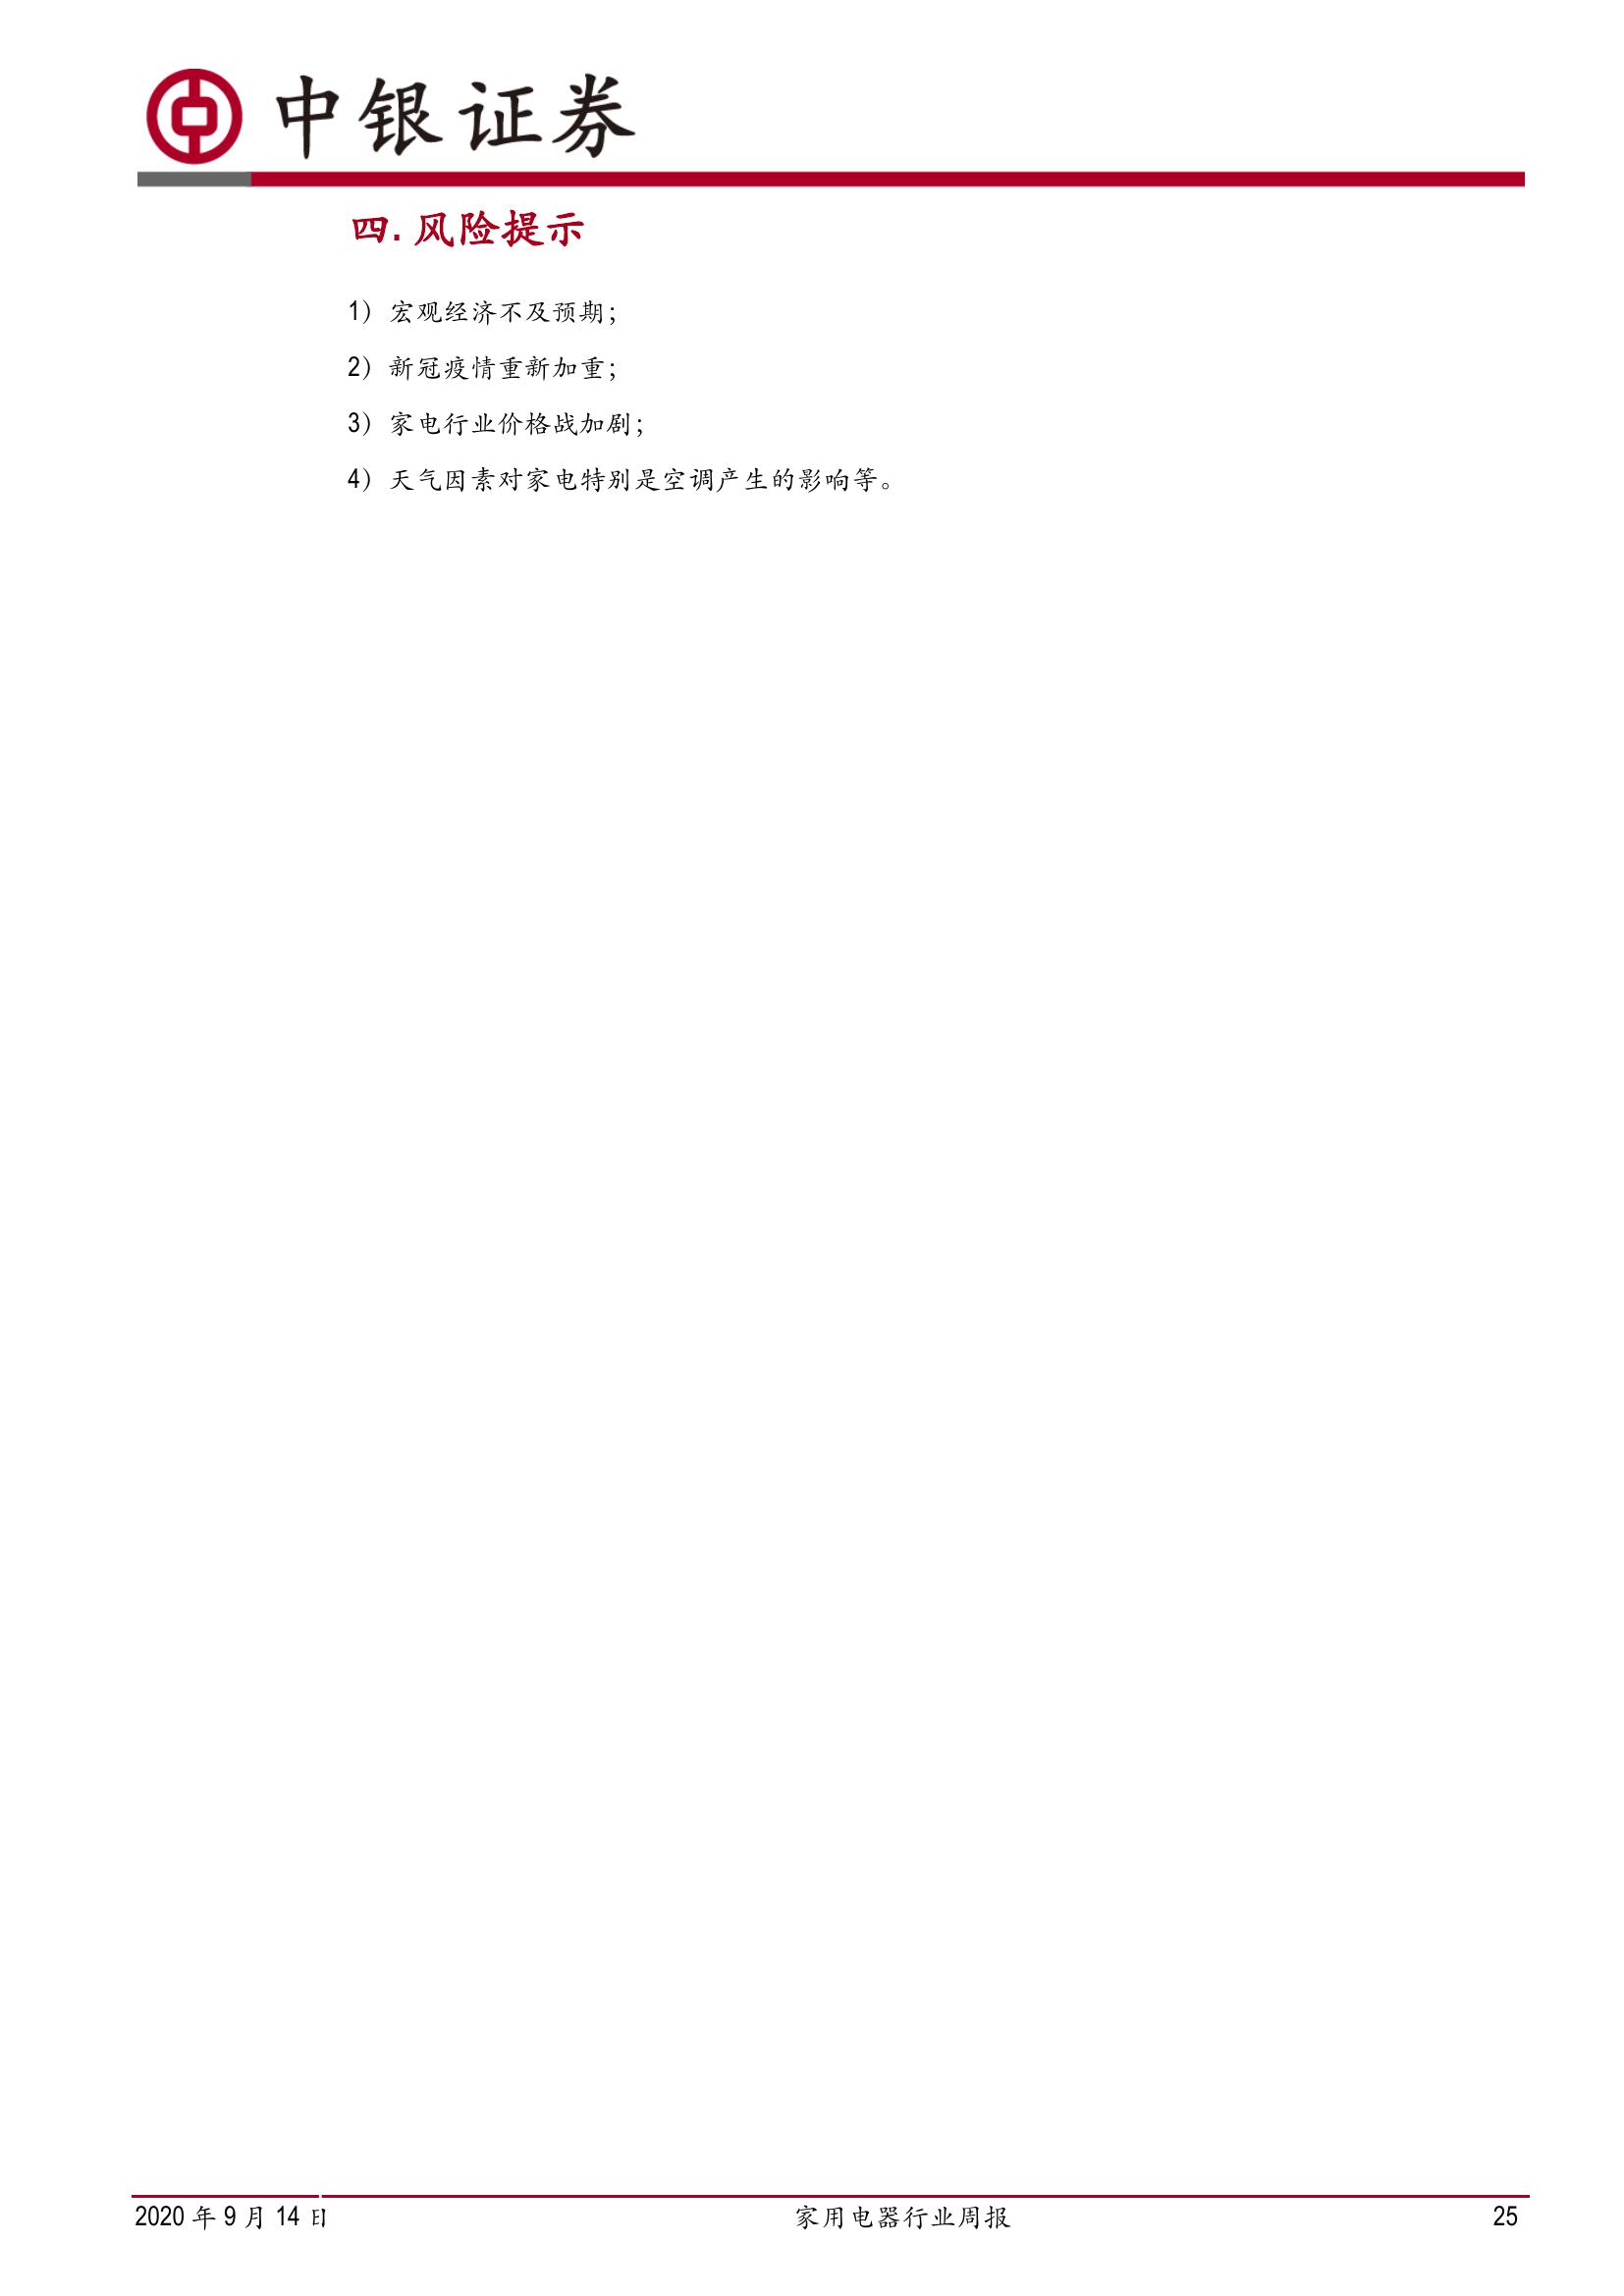 中银证券
四.风险提示
1）宏观经济不及预期；
2）新冠疫情重新加重；
3）家电行业价格战加剧；
4）天气因素对家电特别是空调产生的影响等。
2020 年 9 月 14 日 家用电器行业周报 25